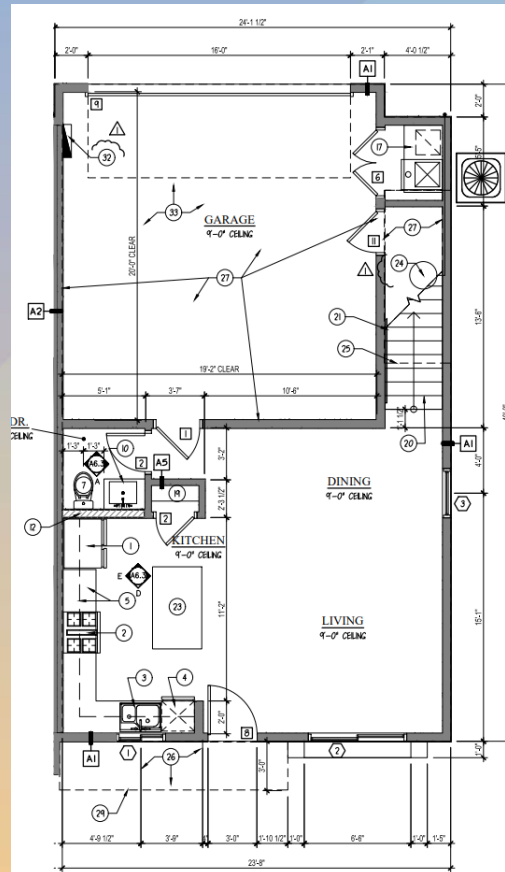 24'-1 1/2"
2'-0"
16'-0"
2'-1"
4'-0 1/2"
A1
9
1
32
17
2'-0"
6
33
GARAGE
9'-0" CEILING
20'-0" CLEAR
27
11
27
1
24
13'-6"
A2
21
25
19'-2" CLEAR
5'-1"
3'-7"
10'-6"
DR.
CEILING
10
1
20
A1
1'-3"
1'-3"
2
A5
3'-2"
4'-0"
A6.3
A
7
19
2'-3 1/2"
DINING
9'-0" CEILING
3
12
2
KITCHEN
9'-0" CEILING
1
E
A6.3
D
5
23
11'-2"
2
LIVING
9'-0" CEILING
15'-1"
3
4
2'-8"
8
A1
1
26
2
3'-0"
1'-0"
29
4'-9 1/2"
3'-9"
3'-0"
1'-10 1/2"
1'-0"
6'-6"
1'-0"
1'-5"
23'-8"